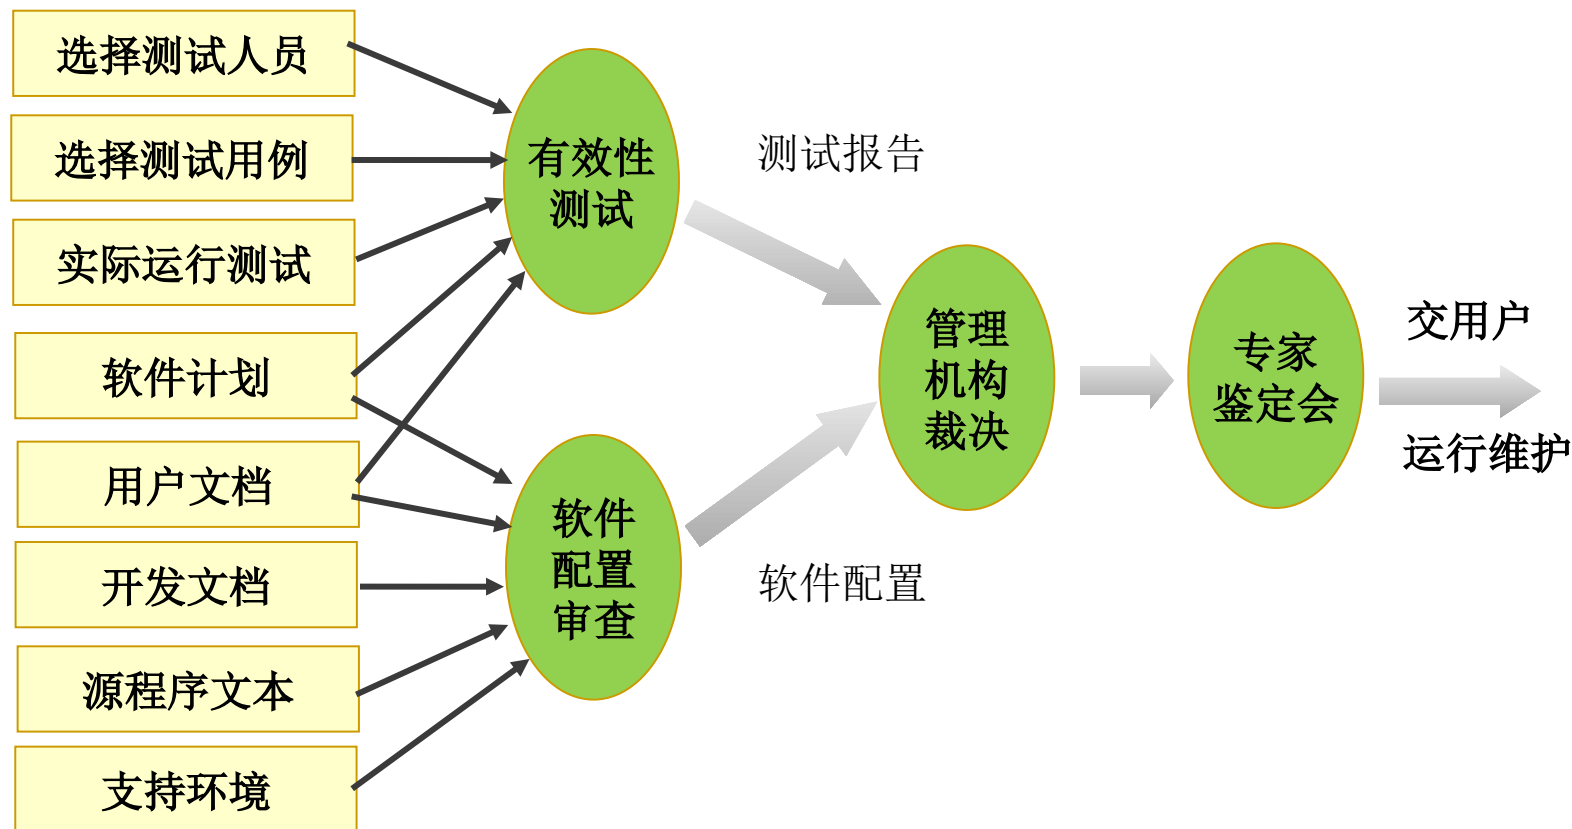 选择测试人员
选择测试用例
实际运行测试
软件计划
用户文档
开发文档
源程序文本
支持环境
有效性
测试
软件
配置
审查
测试报告
软件配置
管理
机构
裁决
专家
鉴定会
交用户
运行维护